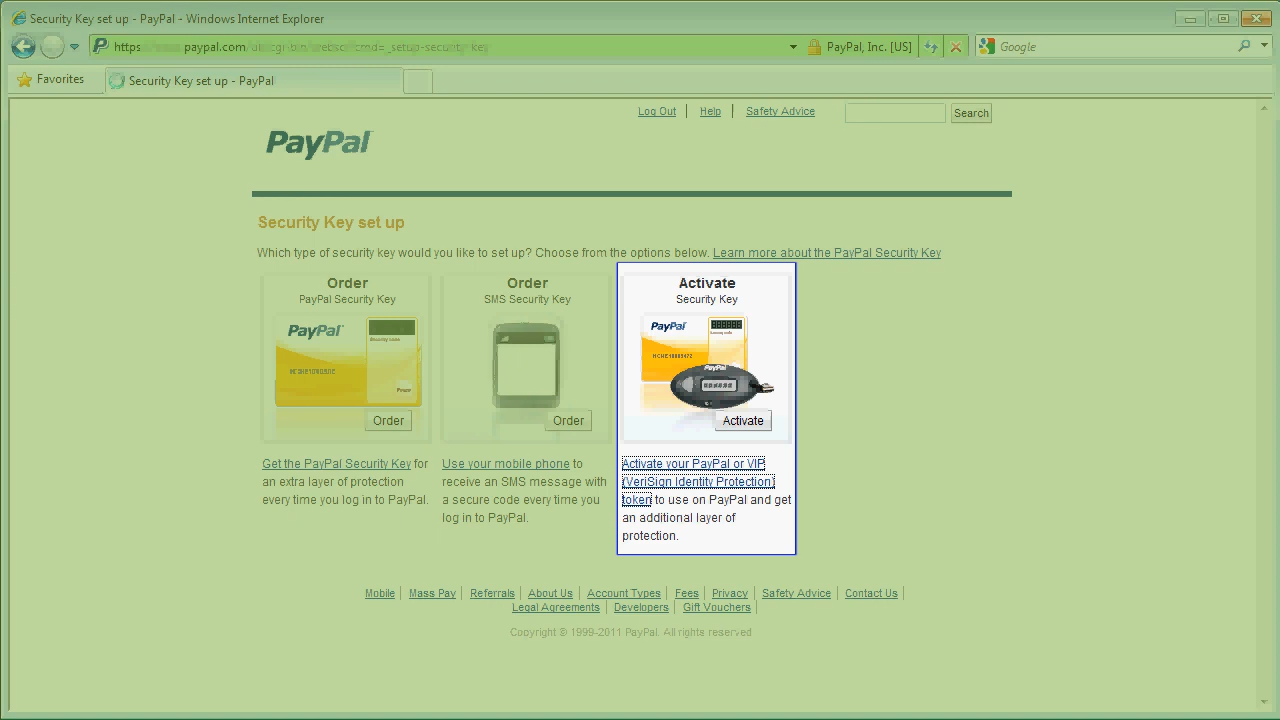 Security Key set up - PayPal - Windows Internet Explorer
https paypal.com cmd=_setup-security-key PayPal, Inc. [US] Google
Favorites Security Key set up - PayPal
Log Out Help Safety Advice Search
PayPal
Security Key set up
Which type of security key would you like to set up? Choose from the options below. Learn more about the PayPal Security Key
Order
PayPal Security Key
PayPal
Security code
Press
Order
Get the PayPal Security Key for
an extra layer of protection
every time you log in to PayPal.
Order
SMS Security Key
Order
Use your mobile phone to
receive an SMS message with
a secure code every time you
log in to PayPal.
Activate
Security Key
PayPal
PayPal
Activate
Activate your PayPal or VIP
(VeriSign Identity Protection)
token to use on PayPal and get
an additional layer of
protection.
Mobile Mass Pay Referrals About Us Account Types Fees Privacy Safety Advice Contact Us
Legal Agreements Developers Gift Vouchers
Copyright © 1999-2011 PayPal. All rights reserved